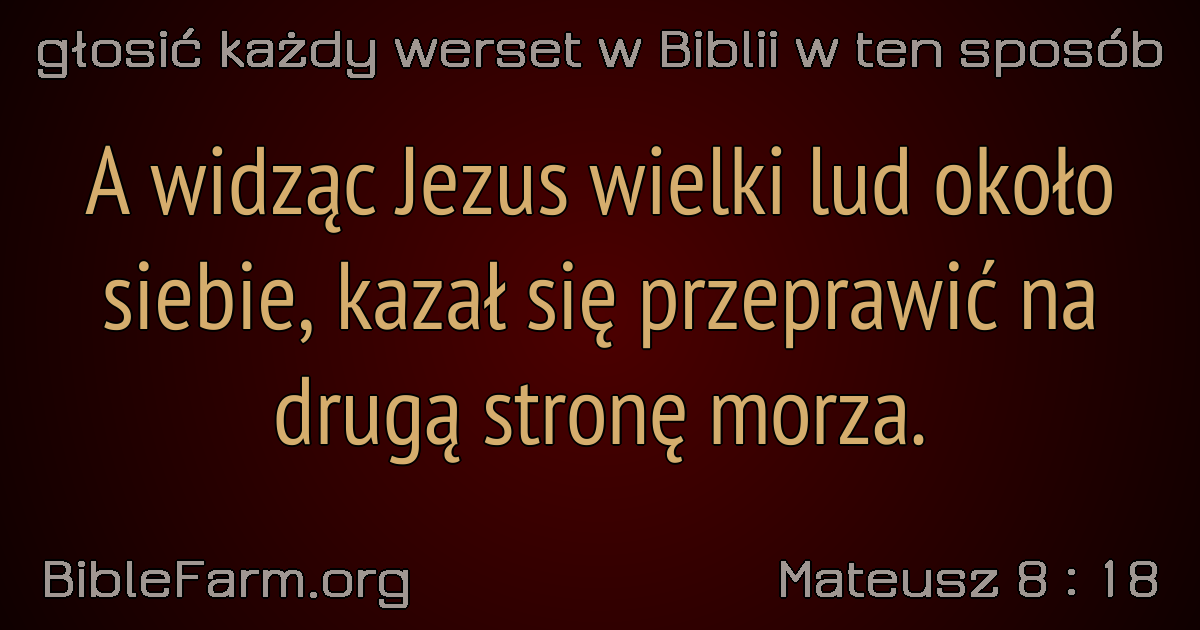 głosić każdy werset w Biblii w ten sposób
A widząc Jezus wielki lud około
siebie, kazał się przeprawić na
drugą stronę morza.
BibleFarm.org
Mateusz 8 : 18